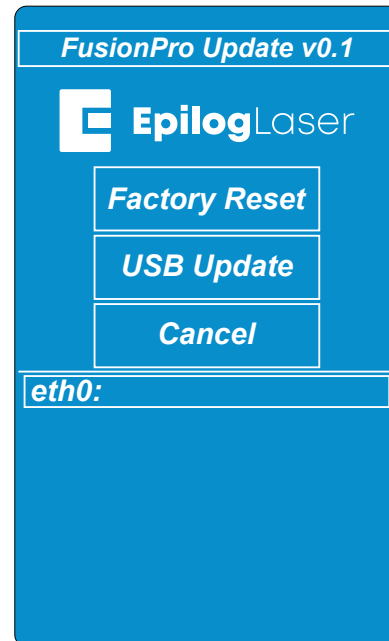 FusionPro Update v0.1
EpilogLaser
Factory Reset
USB Update
Cancel
eth0: